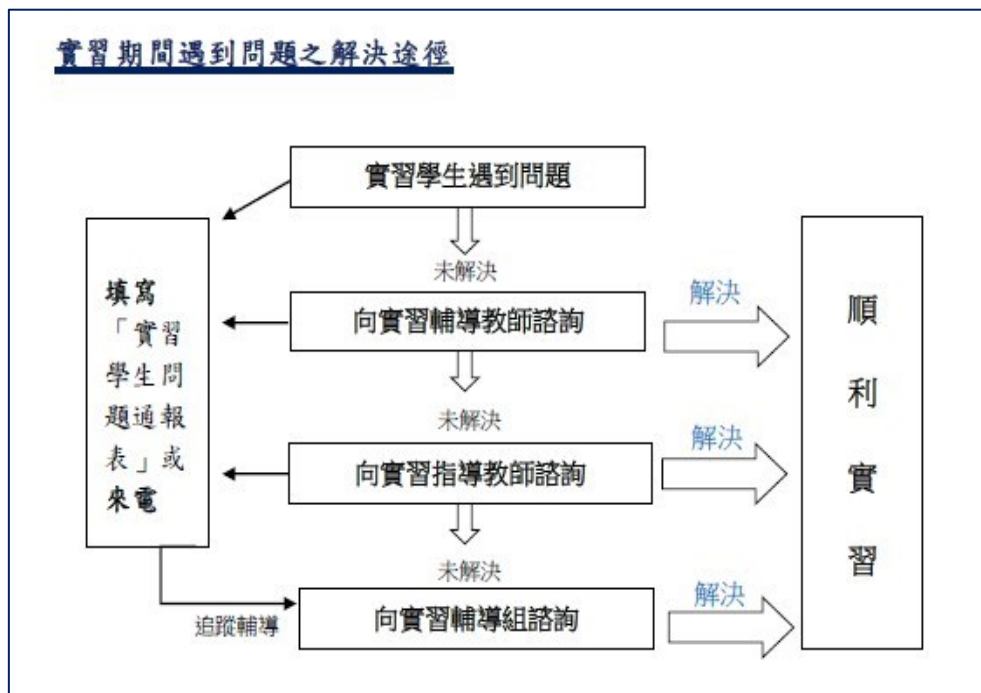 實習期間遇到問題之解決途徑
實習學生遇到問題
未解決
向實習輔導教師諮詢
解決
未解決
向實習指導教師諮詢
解決
未解決
向實習輔導組諮詢
解決
填寫
「實習
學生問
題通報
表」或
來電
追蹤輔導
順
利
實
習